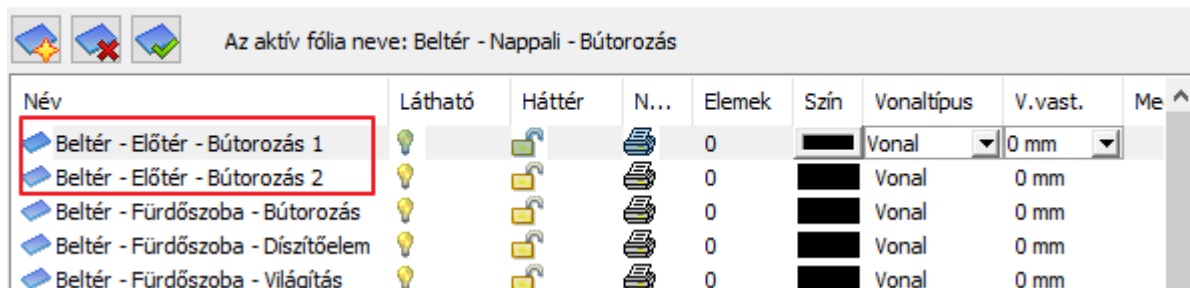 Az aktív fólia neve: Beltér - Nappali - Bútorozás
Név Látható Háttér N... Elemek Szín Vonaltípus V.vast. Me
Beltér - Előtér - Bútorozás 1 0 Vonal 0 mm
Beltér - Előtér - Bútorozás 2 0 Vonal 0 mm
Beltér - Fürdőszoba - Bútorozás 0 Vonal 0 mm
Beltér - Fürdőszoba - Díszítőelem 0 Vonal 0 mm
Beltér - Fürdőszoba - Világítás 0 Vonal 0 mm